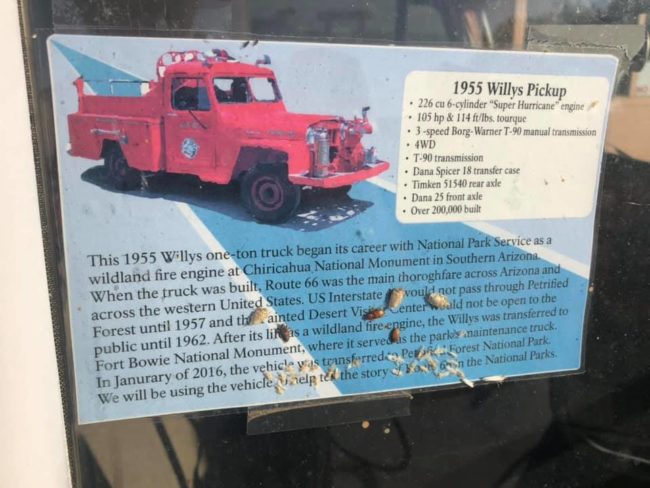 1955 Willys Pickup
• 226 cu 6-cylinder "Super Hurricane" engine
• 105 hp & 114 ft/lbs. tourque
• 3 -speed Borg-Warner T-90 manual transmission
• 4WD
• T-90 transmission
• Dana Spicer 18 transfer case
• Timken 51540 rear axle
• Dana 25 front axle
• Over 200,000 built
This 1955 Willys one-ton truck began its career with National Park Service as a
wildland fire engine at Chiricahua National Monument in Southern Arizona.
When the truck was built, Route 66 was the main thoroghfare across Arizona and
across the western United States. US Interstate would not pass through Petrified
Forest until 1957 and the Painted Desert Center would not be open to the
public until 1962. After its life as a wildland fire engine, the Willys was transferred to
Fort Bowie National Monument, where it served as the park's maintenance truck.
In Janurary of 2016, the vehicle was transferred Forest National Park.
We will be using the vehicle help the story in the National Parks.